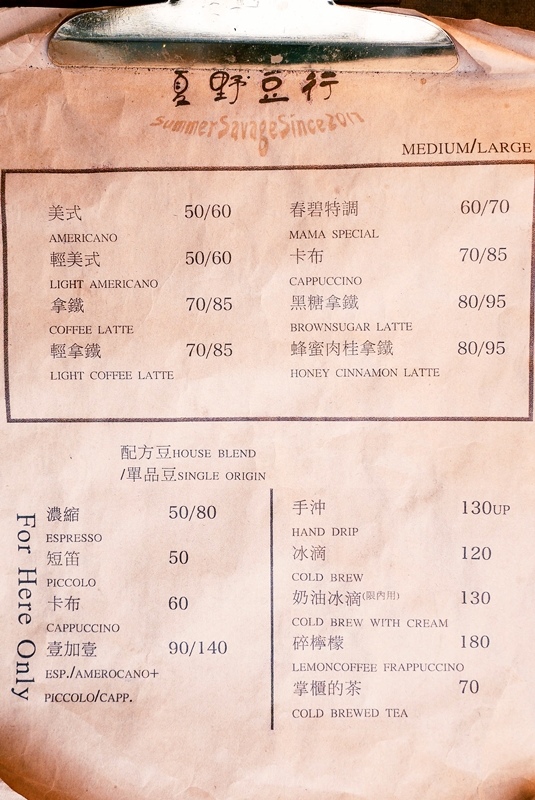 夏野豆行
SummerSavageSince2017
MEDIUM/LARGE
美式 50/60
AMERICANO
輕美式 50/60
LIGHT AMERICANO
拿鐵 70/85
COFFEE LATTE
輕拿鐵 70/85
LIGHT COFFEE LATTE
春碧特調 60/70
MAMA SPECIAL
卡布 70/85
CAPPUCCINO
黑糖拿鐵 80/95
BROWNSUGAR LATTE
蜂蜜肉桂拿鐵 80/95
HONEY CINNAMON LATTE
配方豆HOUSE BLEND
/單品豆SINGLE ORIGIN
For Here Only
濃縮 50/80
ESPRESSO
短笛 50
PICCOLO
卡布 60
CAPPUCCINO
壹加壹 90/140
ESP./AMEROCANO+
PICCOLO/CAPP.
手沖 130UP
HAND DRIP
冰滴 120
COLD BREW
奶油冰滴(限內用) 130
COLD BREW WITH CREAM
碎檸檬 180
LEMONCOFFEE FRAPPUCCINO
掌櫃的茶 70
COLD BREWED TEA